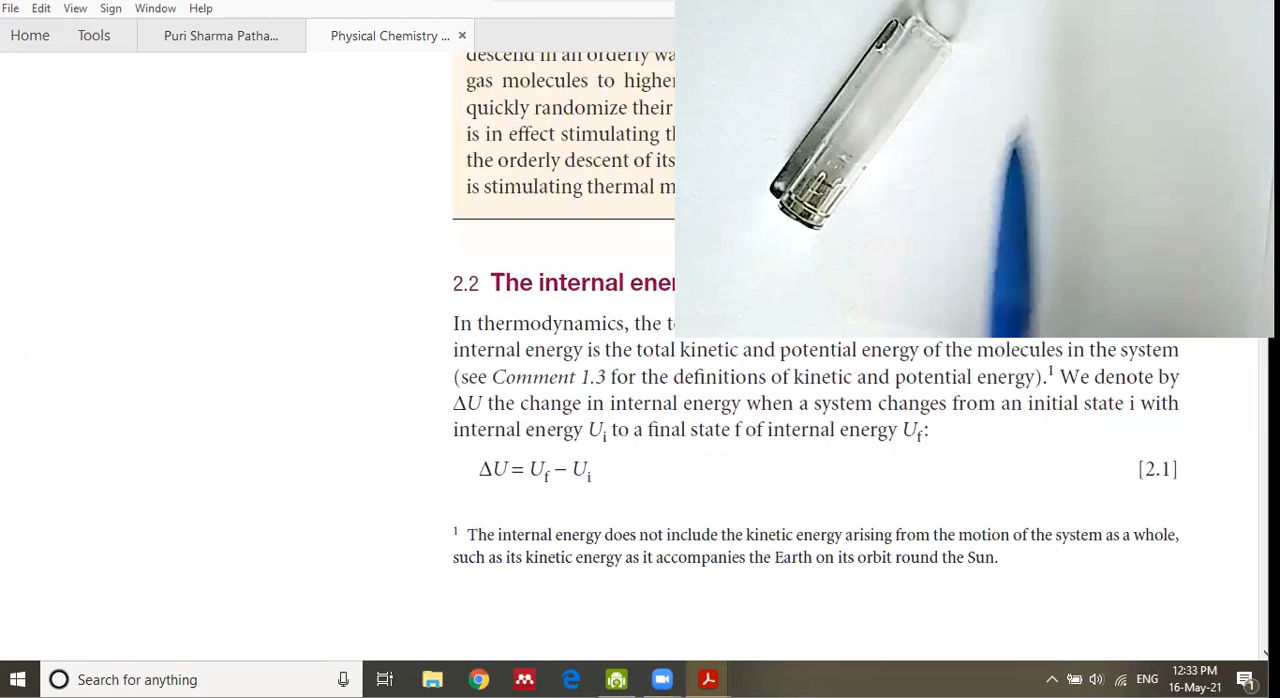 File Edit View Sign Window Help
Home Tools Puri Sharma Patha... Physical Chemistry ... ×
descend in an orderly wa
gas molecules to higher
quickly randomize their
is in effect stimulating th
the orderly descent of its
is stimulating thermal m
2.2 The internal ener
In thermodynamics, the t
internal energy is the total kinetic and potential energy of the molecules in the system
(see Comment 1.3 for the definitions of kinetic and potential energy).¹ We denote by
ΔU the change in internal energy when a system changes from an initial state i with
internal energy Uᵢ to a final state f of internal energy U_f:
ΔU = U_f − Uᵢ [2.1]
¹ The internal energy does not include the kinetic energy arising from the motion of the system as a whole,
such as its kinetic energy as it accompanies the Earth on its orbit round the Sun.
Search for anything
ENG
12:33 PM
16-May-21
1